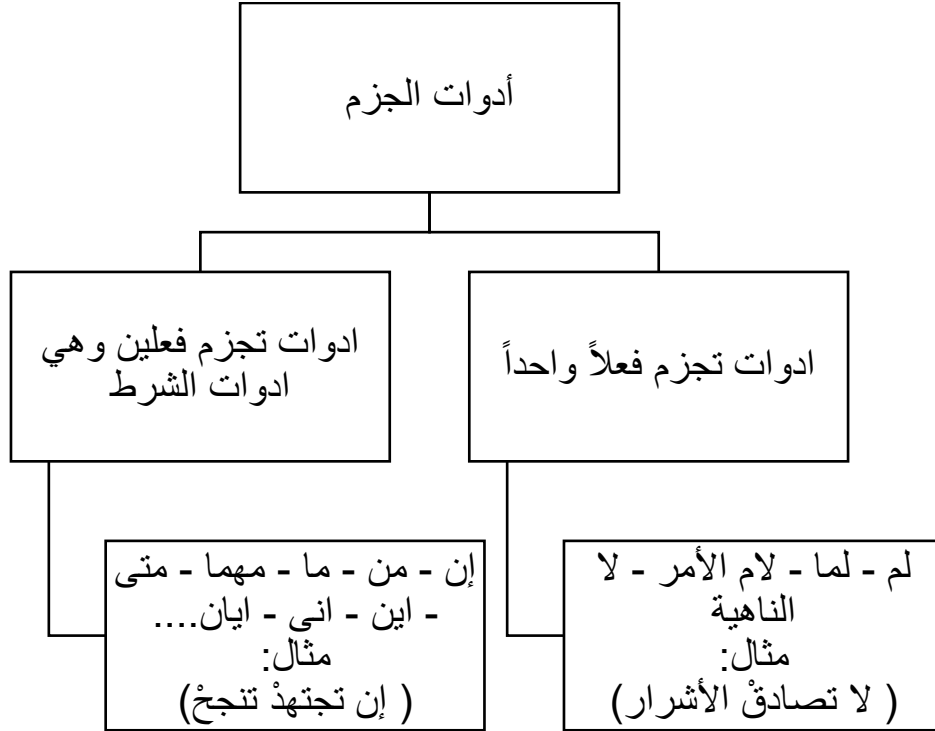 أدوات الجزم
ادوات تجزم فعلاً واحداً
ادوات تجزم فعلين وهي
ادوات الشرط
لم - لما - لام الأمر - لا
الناهية
مثال:
( لا تصادقْ الأشرار)
إن - من - ما - مهما - متى
- اين - انى - ايان....
مثال:
( إن تجتهدْ تنجحْ)